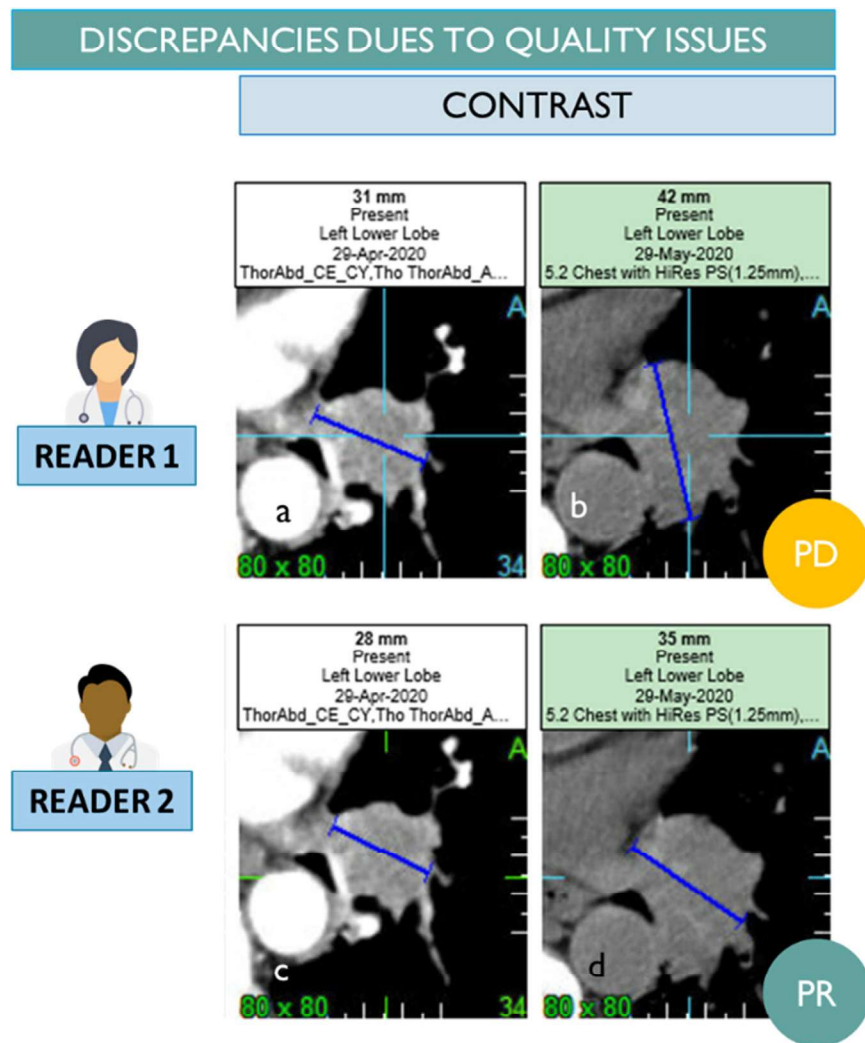 DISCREPANCIES DUES TO QUALITY ISSUES
CONTRAST
31 mm
Present
Left Lower Lobe
29-Apr-2020
ThorAbd_CE_CY,Tho ThorAbd_A...
42 mm
Present
Left Lower Lobe
29-May-2020
5.2 Chest with HiRes PS(1.25mm),...
READER 1
A
a
80 x 80
34
A
b
80 x 80
PD
28 mm
Present
Left Lower Lobe
29-Apr-2020
ThorAbd_CE_CY,Tho ThorAbd_A...
35 mm
Present
Left Lower Lobe
29-May-2020
5.2 Chest with HiRes PS(1.25mm),...
READER 2
A
c
80 x 80
34
A
d
80 x 80
PR